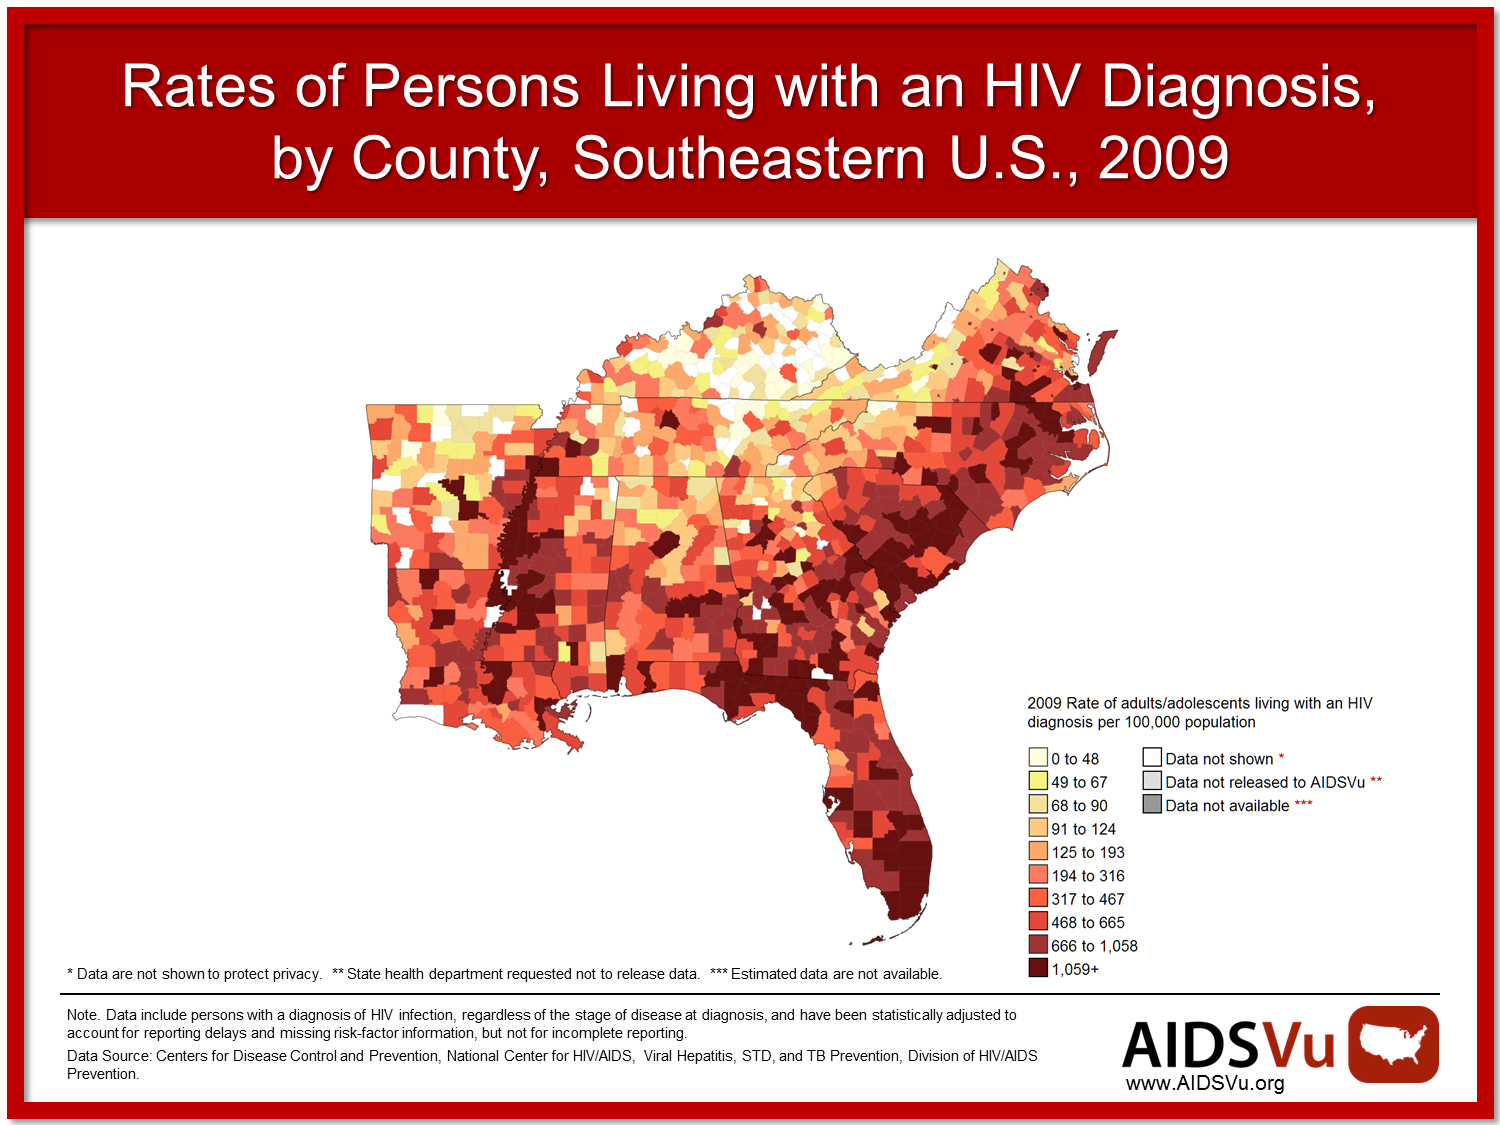 Rates of Persons Living with an HIV Diagnosis,
by County, Southeastern U.S., 2009
2009 Rate of adults/adolescents living with an HIV
diagnosis per 100,000 population
0 to 48
49 to 67
68 to 90
91 to 124
125 to 193
194 to 316
317 to 467
468 to 665
666 to 1,058
1,059+
Data not shown *
Data not released to AIDSVu **
Data not available ***
* Data are not shown to protect privacy. ** State health department requested not to release data. *** Estimated data are not available.
Note. Data include persons with a diagnosis of HIV infection, regardless of the stage of disease at diagnosis, and have been statistically adjusted to
account for reporting delays and missing risk-factor information, but not for incomplete reporting.
Data Source: Centers for Disease Control and Prevention, National Center for HIV/AIDS, Viral Hepatitis, STD, and TB Prevention, Division of HIV/AIDS
Prevention.
AIDSVu
www.AIDSVu.org